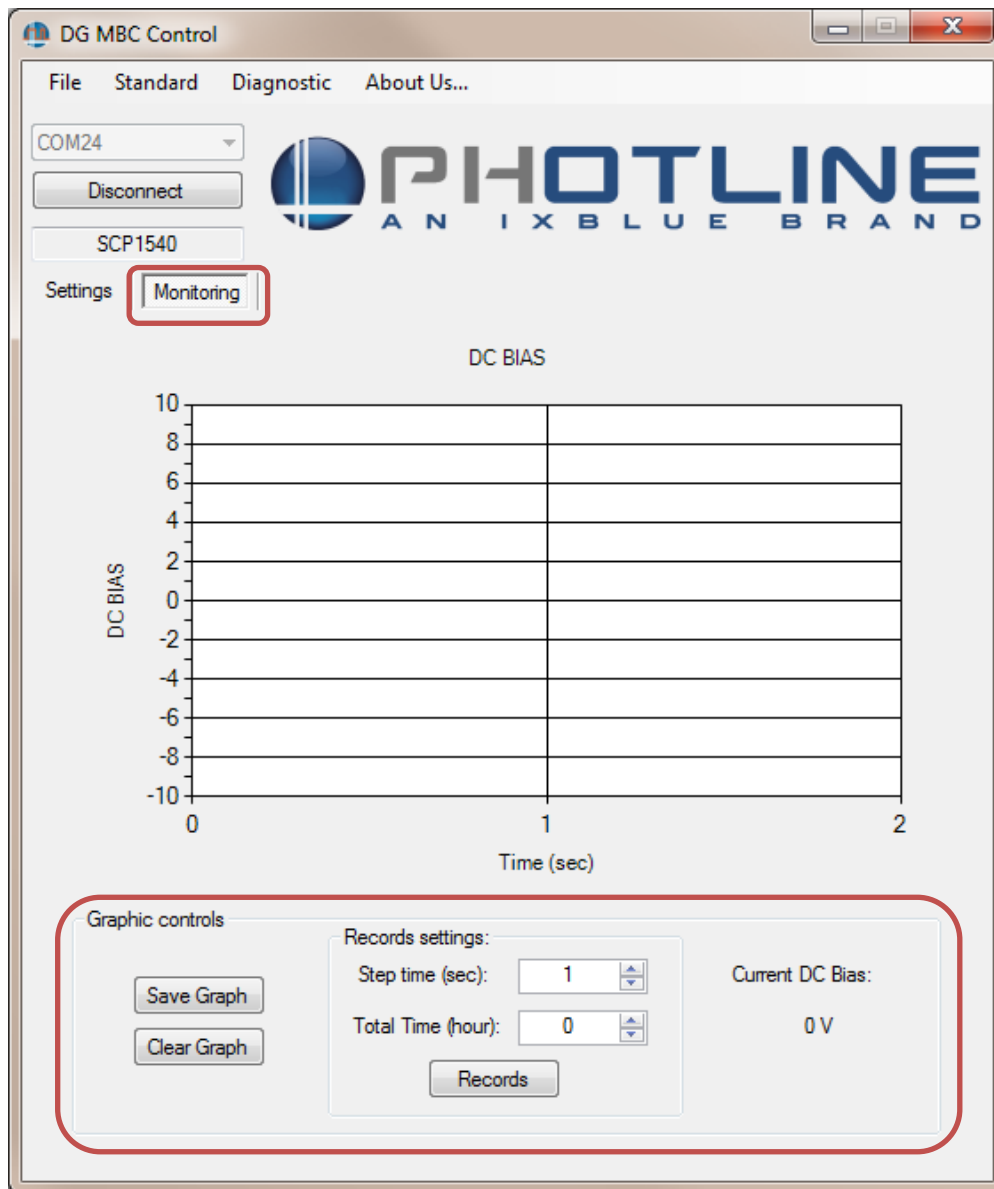 DG MBC Control
File Standard Diagnostic About Us...
COM24
Disconnect
SCP1540
PHOTLINE
AN IXBLUE BRAND
Settings Monitoring
DC BIAS
10
8
6
4
2
0
-2
-4
-6
-8
-10
DC BIAS
0 1 2
Time (sec)
Graphic controls
Save Graph
Clear Graph
Records settings:
Step time (sec): 1
Total Time (hour): 0
Records
Current DC Bias:
0 V